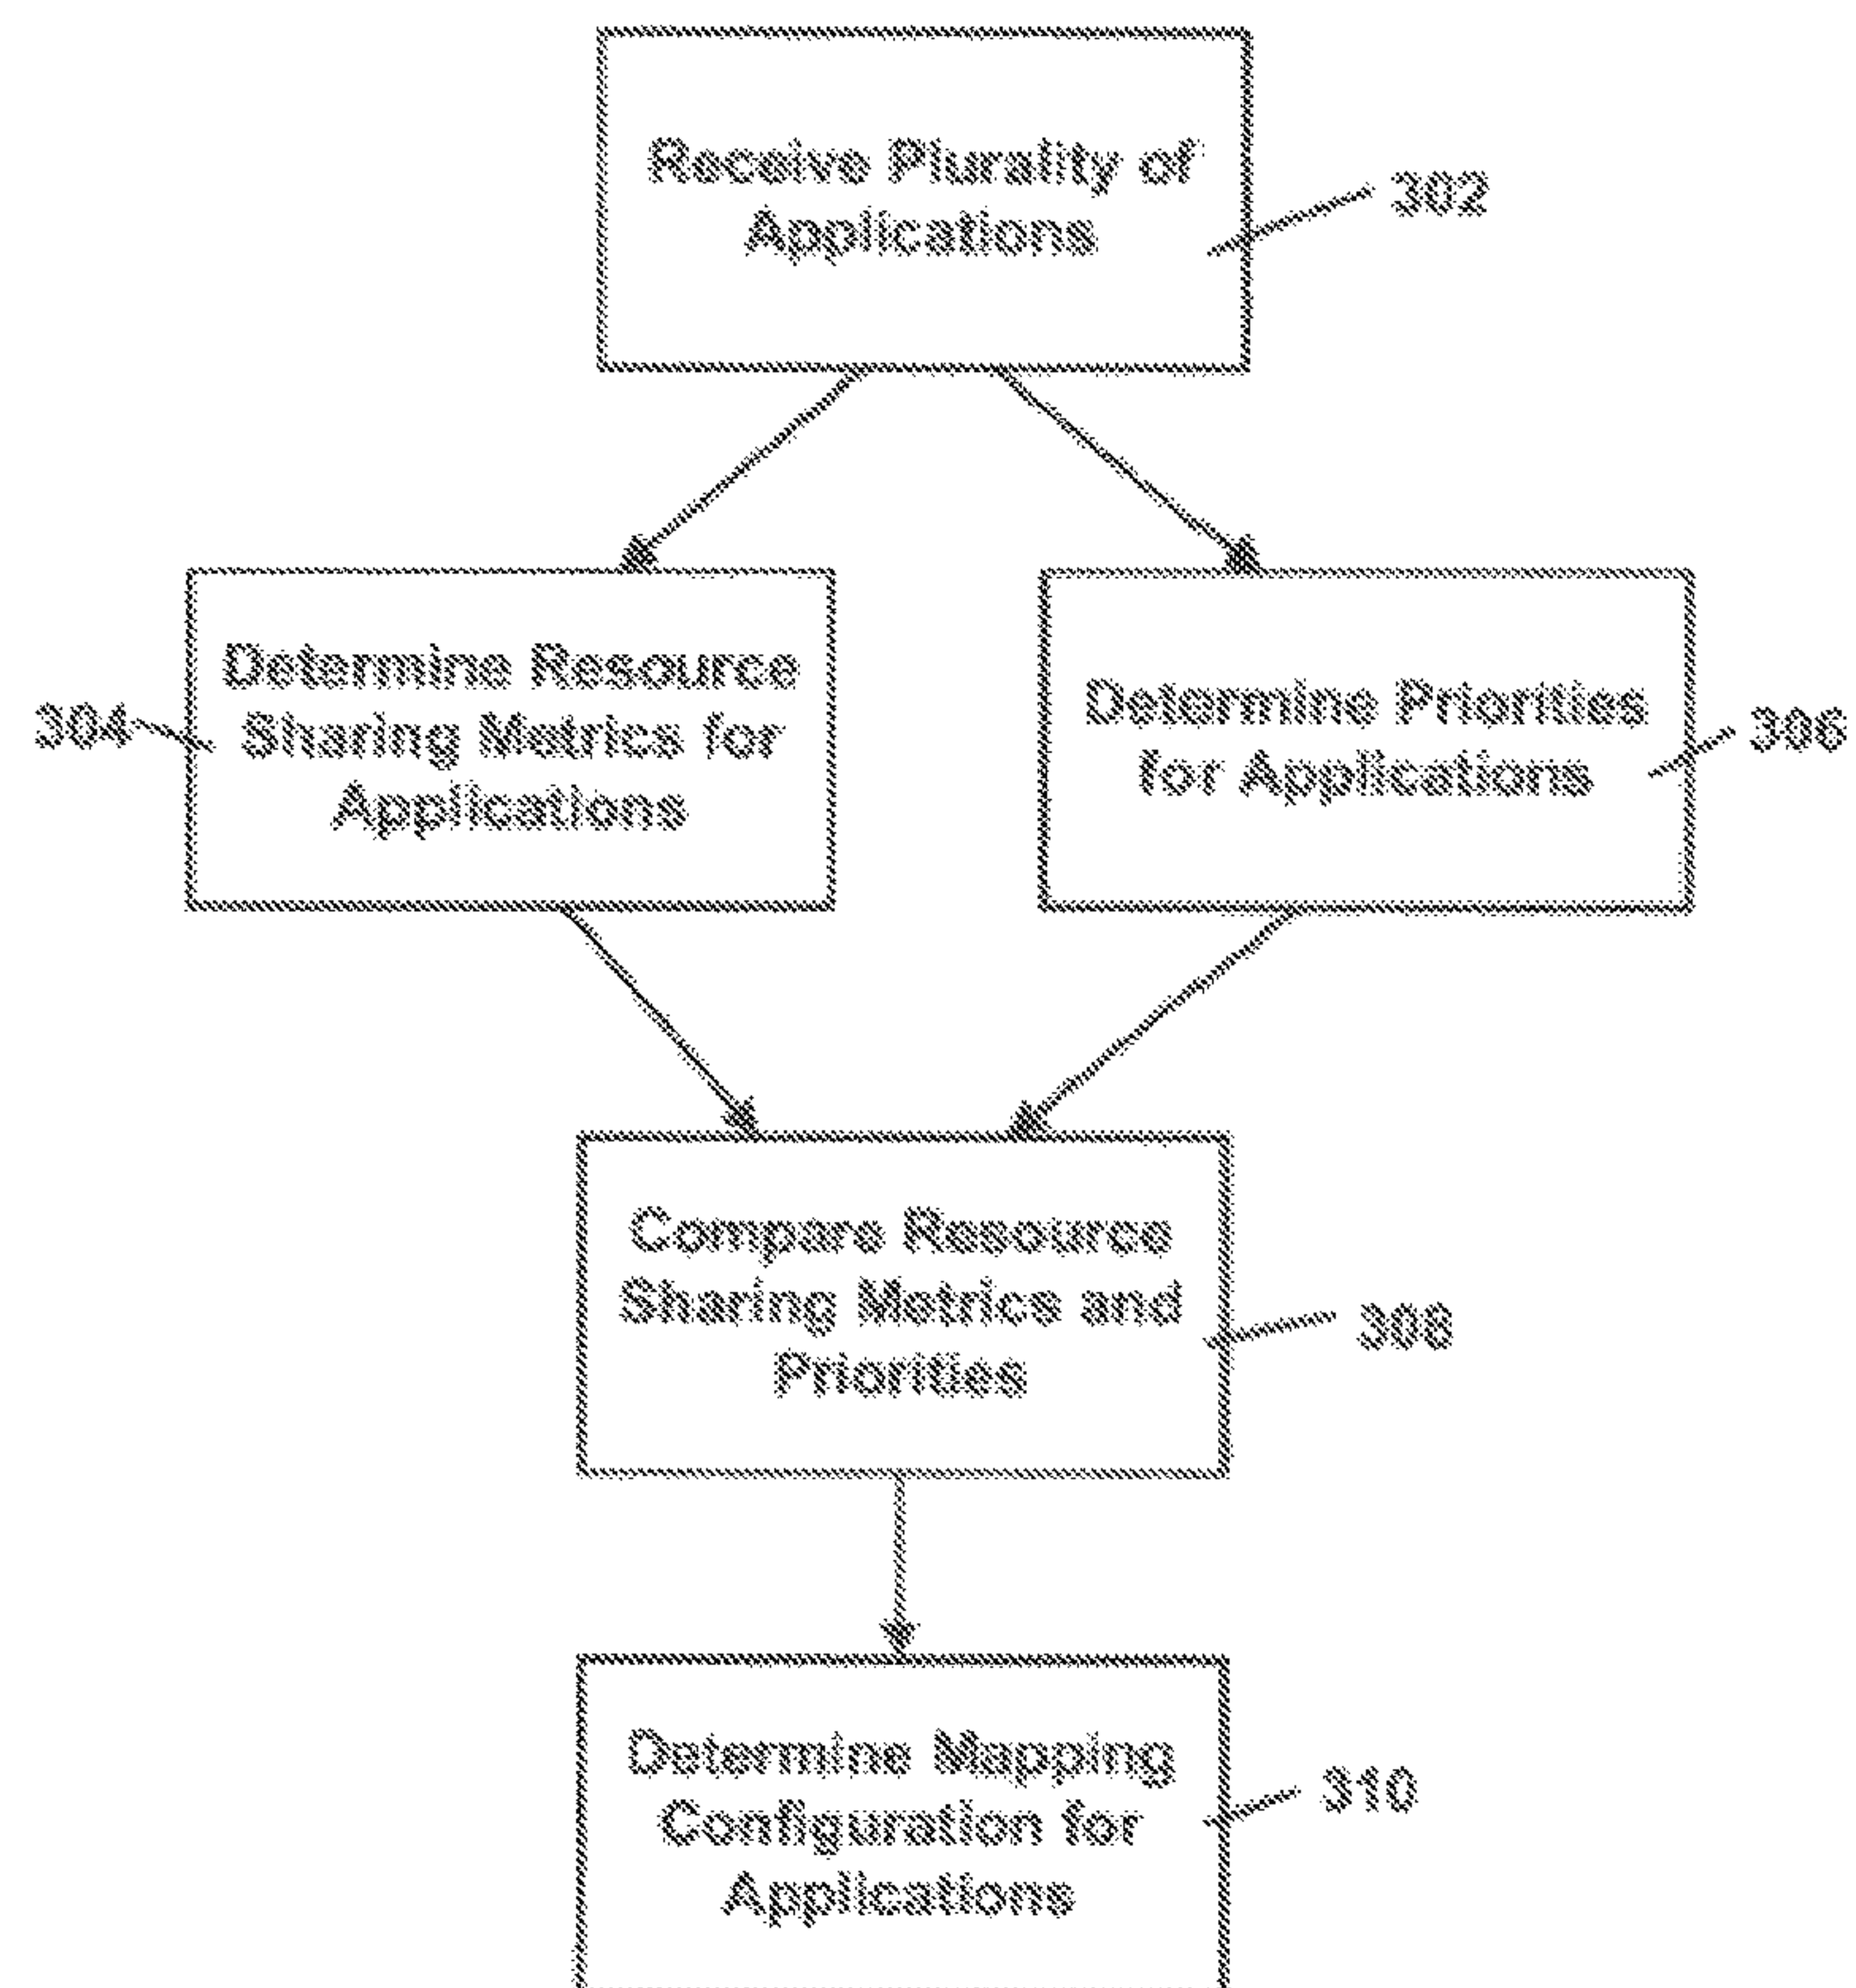 Receive Plurality of
Applications
302
Determine Resource
Sharing Metrics for
Applications
304
Determine Priorities
for Applications
306
Compare Resource
Sharing Metrics and
Priorities
308
Determine Mapping
Configuration for
Applications
310